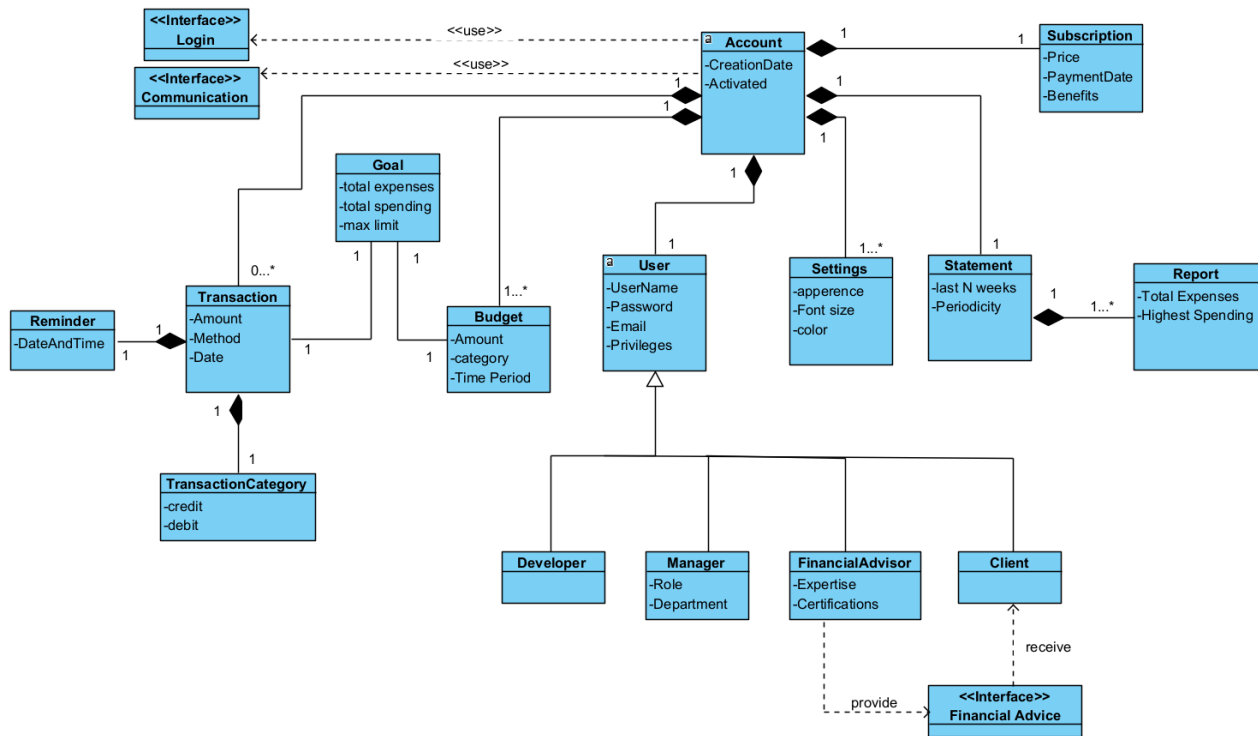 <<Interface>>
Login
<<use>>
a
Account
-CreationDate
-Activated
1
1
Subscription
-Price
-PaymentDate
-Benefits
<<Interface>>
Communication
<<use>>
1
1
1
1
1
Goal
-total expenses
-total spending
-max limit
1
1
0...*
Transaction
-Amount
-Method
-Date
1
1
1
1
Reminder
-DateAndTime
1...*
Budget
-Amount
-category
-Time Period
1
1
a
User
-UserName
-Password
-Email
-Privileges
1...*
Settings
-apperence
-Font size
-color
1
Statement
-last N weeks
-Periodicity
1
1...*
Report
-Total Expenses
-Highest Spending
1
1
TransactionCategory
-credit
-debit
Developer
Manager
-Role
-Department
FinancialAdvisor
-Expertise
-Certifications
Client
receive
provide
<<Interface>>
Financial Advice